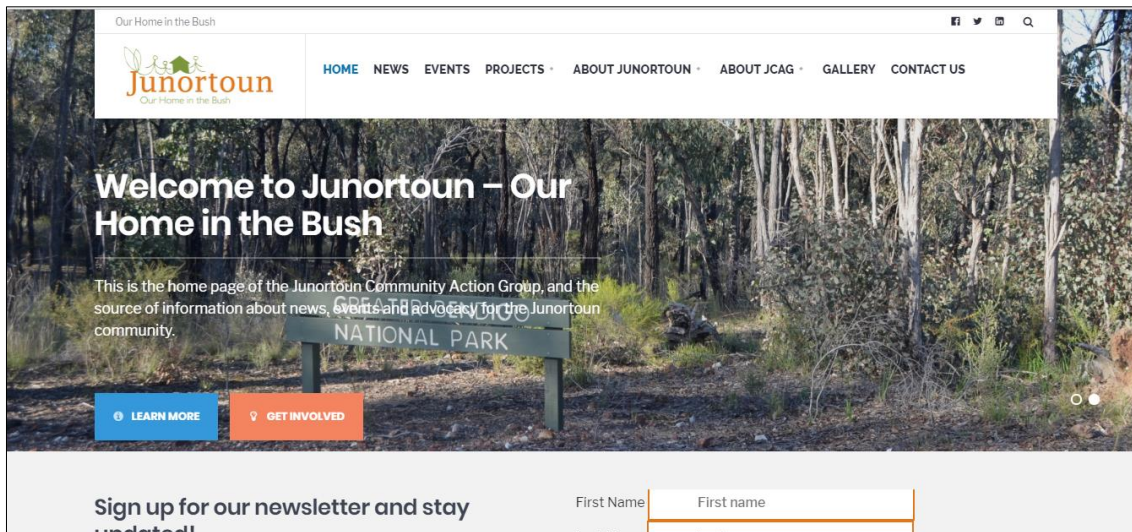 Our Home in the Bush
Junortoun
Our Home in the Bush
HOME NEWS EVENTS PROJECTS ABOUT JUNORTOUN ABOUT JCAG GALLERY CONTACT US
Welcome to Junortoun – Our
Home in the Bush
This is the home page of the Junortoun Community Action Group, and the
source of information about news, events and advocacy for the Junortoun
community.
GREATER BENDIGO
NATIONAL PARK
LEARN MORE GET INVOLVED
Sign up for our newsletter and stay
updated!
First Name First name